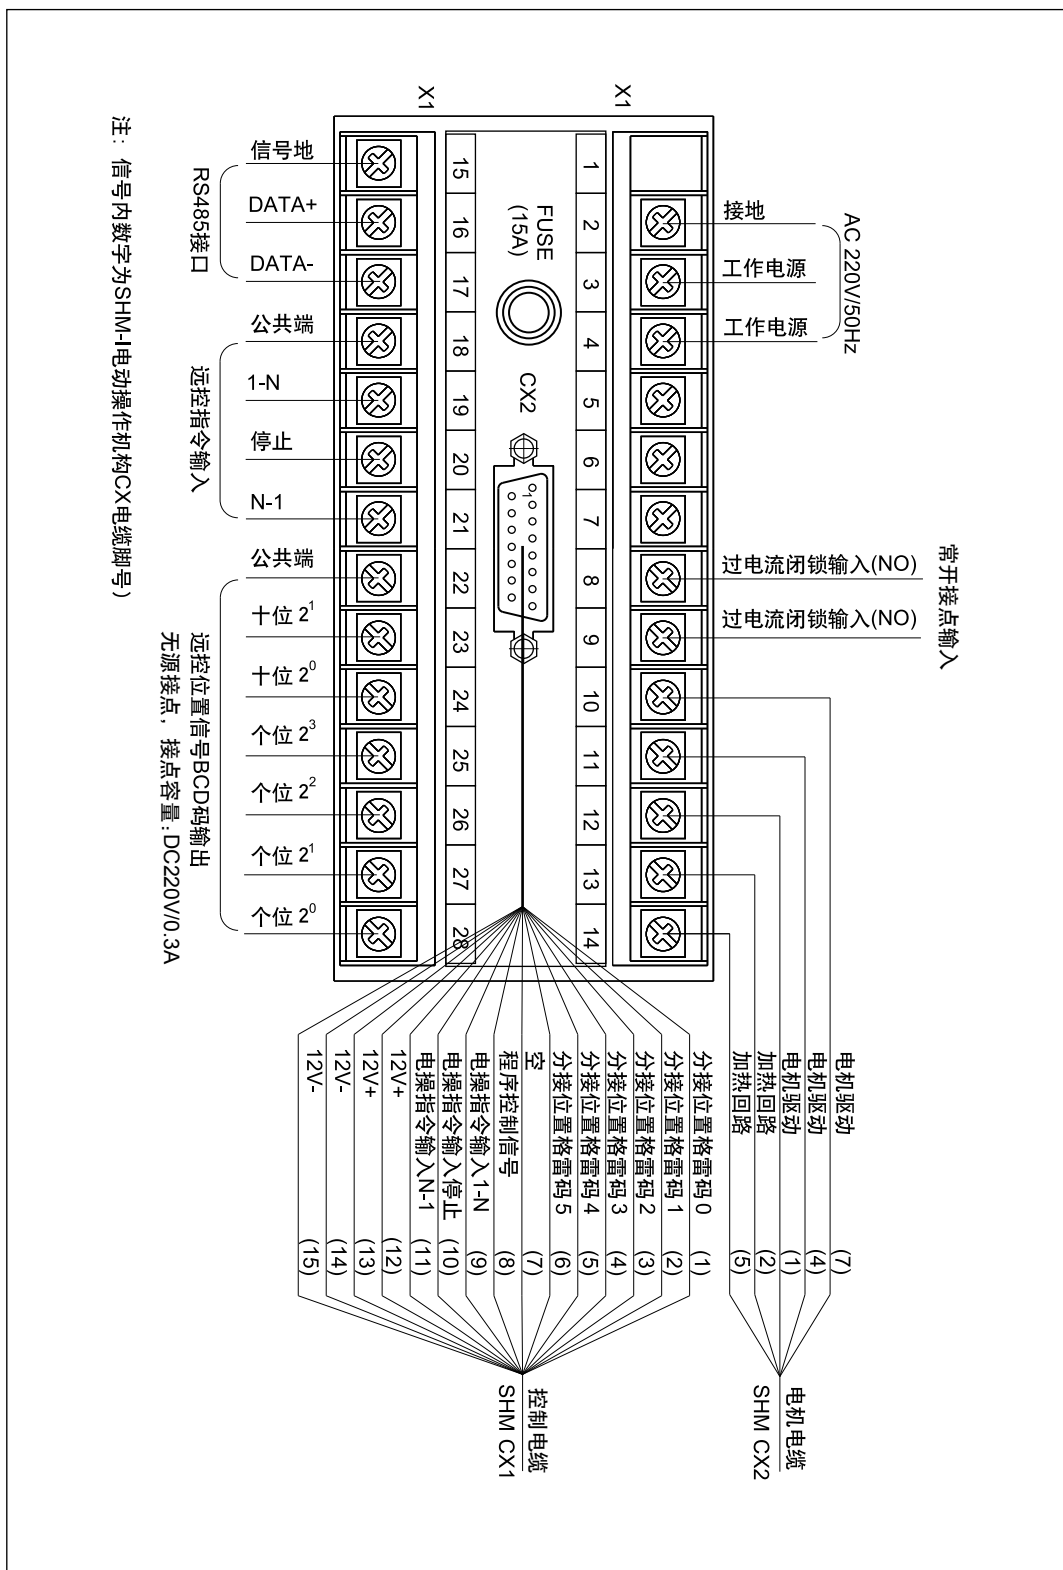 X1
X1
信号地
DATA+
DATA-
RS485接口
公共端
1-N
停止
N-1
远控指令输入
公共端
十位 2¹
十位 2⁰
个位 2³
个位 2²
个位 2¹
个位 2⁰
远控位置信号BCD码输出
无源接点，接点容量:DC220V/0.3A
注：信号内数字为SHM-I电动操作机构CX电缆脚号）
15
16
17
18
19
20
21
22
23
24
25
26
27
28
FUSE
(15A)
CX2
1
1
2
3
4
5
6
7
8
9
10
11
12
13
14
接地
工作电源
工作电源
AC 220V/50Hz
过电流闭锁输入(NO)
过电流闭锁输入(NO)
常开接点输入
电机驱动 (7)
电机驱动 (4)
电机驱动 (1)
加热回路 (2)
加热回路 (5)
电机电缆
SHM CX2
分接位置格雷码0 (1)
分接位置格雷码1 (2)
分接位置格雷码2 (3)
分接位置格雷码3 (4)
分接位置格雷码4 (5)
分接位置格雷码5 (6)
空 (7)
程序控制信号 (8)
电操指令输入1-N (9)
电操指令输入停止 (10)
电操指令输入N-1 (11)
12V+ (12)
12V+ (13)
12V- (14)
12V- (15)
控制电缆
SHM CX1